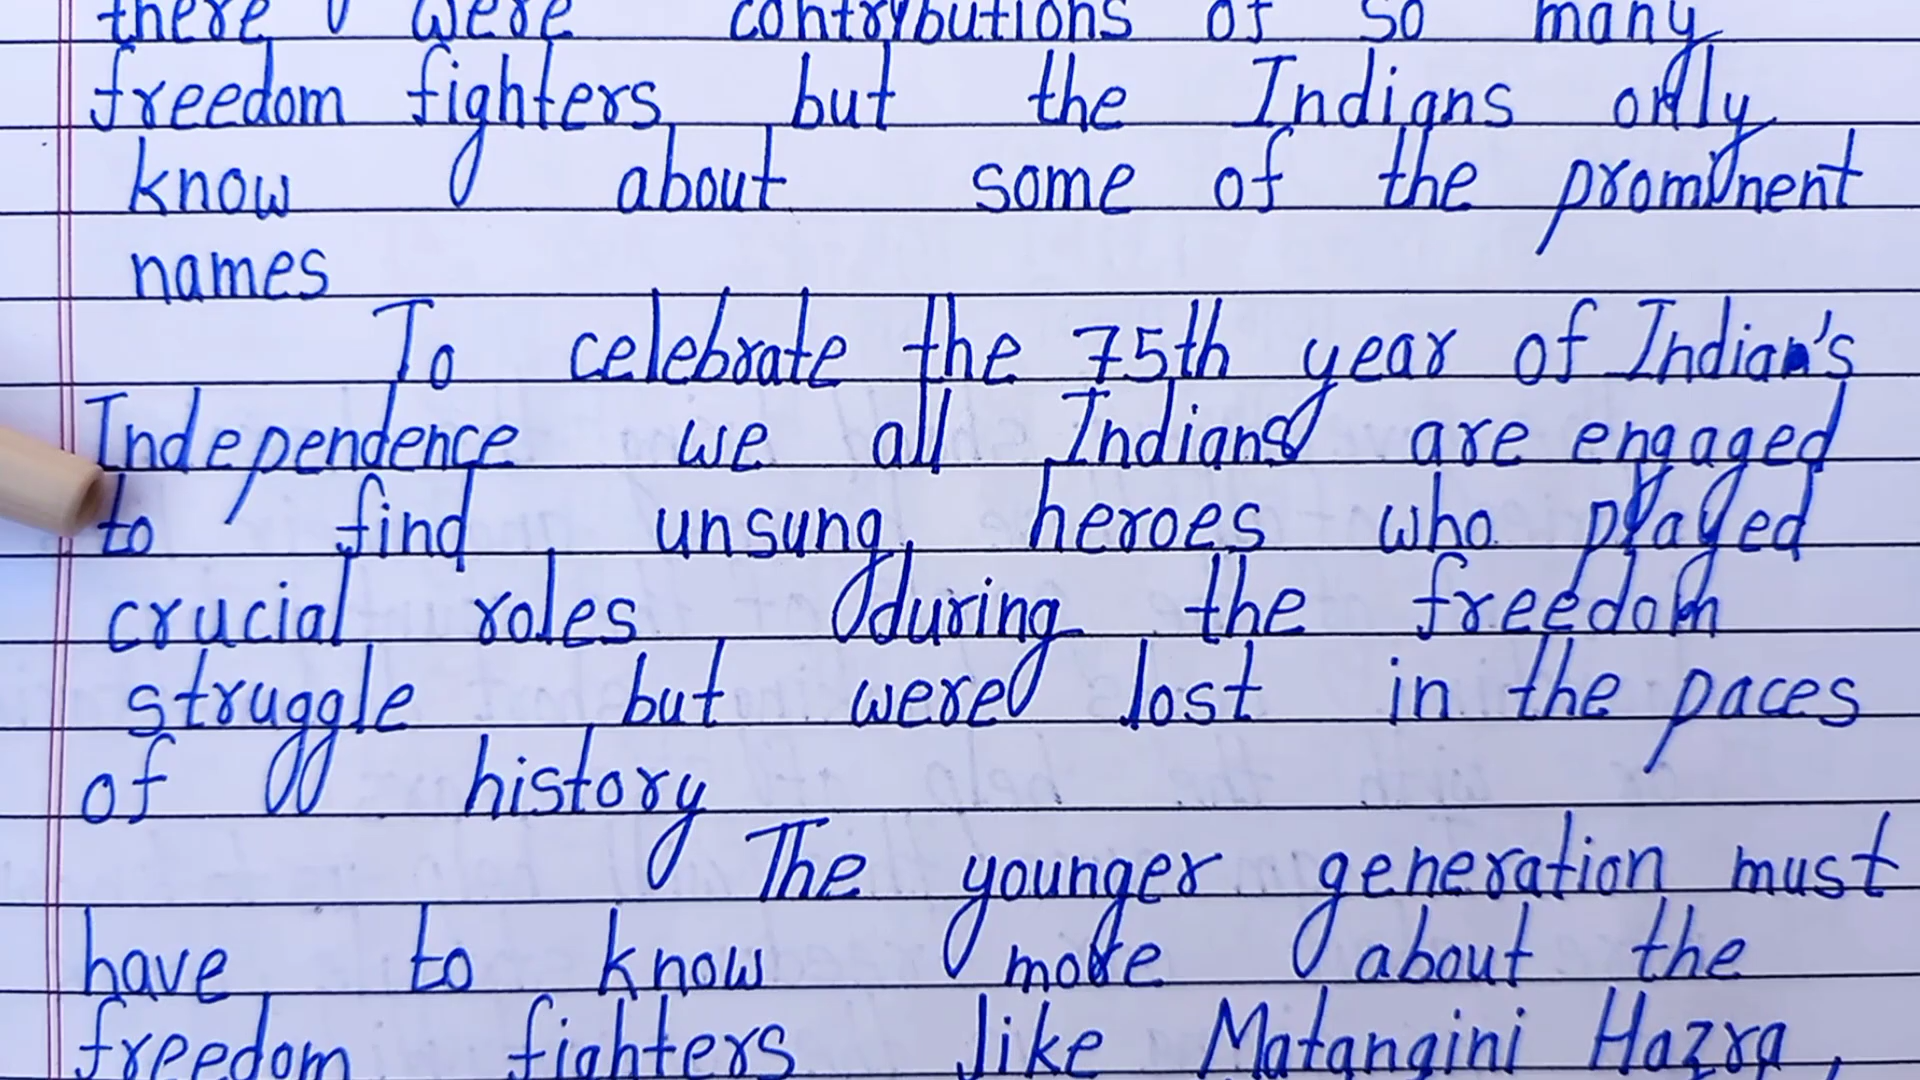 there were contributions of so many
freedom fighters but the Indians only
know about some of the prominent
names
To celebrate the 75th year of Indian's
Independence we all Indians are engaged
to find unsung heroes who played
crucial roles during the freedom
struggle but were lost in the paces
of history
The younger generation must
have to know more about the
freedom fighters like Matangini Hazra,